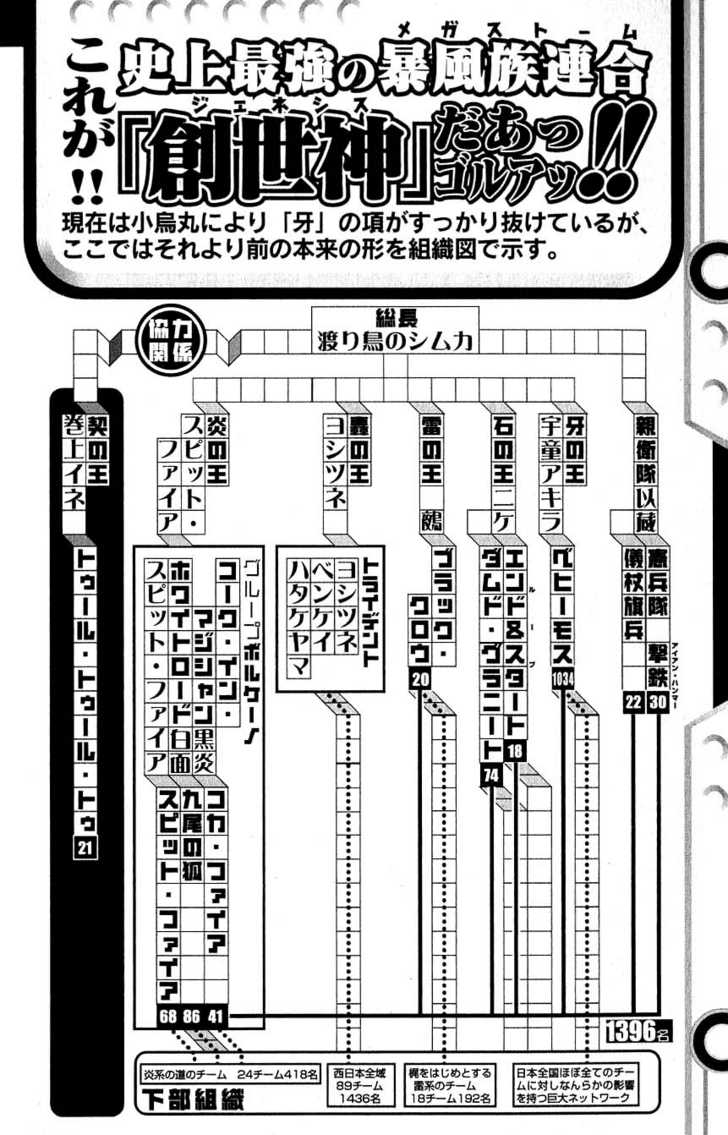 これが!!
メガストーム
史上最強の暴風族連合
ジェネシス
『創世神』だあっ
ゴルアッ!!
現在は小烏丸により「牙」の項がすっかり抜けているが、
ここではそれより前の本来の形を組織図で示す。
総長
渡り鳥のシムカ
協力
関係
親衛隊以蔵
憲兵隊 撃鉄
アイアン・ハンマー
30
儀杖旗兵
22
牙の王
宇童アキラ
ベヒーモス
1034
石の王ニケ
エンド&スタート
ループ
18
ダムド・グラニート
74
雷の王 鵺
ブラック・
クロウ
20
轟の王
ヨシツネ
トライデント
ヨシツネ
ベンケイ
ハタケヤマ
炎の王
スピット・
ファイア
グループボルケーノ
コーク・イン・
マジシャン黒炎
ホワイトロード白面
スピット・ファイア
コカ・ファイア
41
九尾の狐
86
スピット・ファイア
68
契の王
巻上イネ
トゥール・トゥール・トゥ
21
1396名
炎系の道のチーム 24チーム418名
西日本全域
89チーム
1436名
梶をはじめとする
雷系のチーム
18チーム192名
日本全国ほぼ全てのチー
ムに対しなんらかの影響
を持つ巨大ネットワーク
下部組織